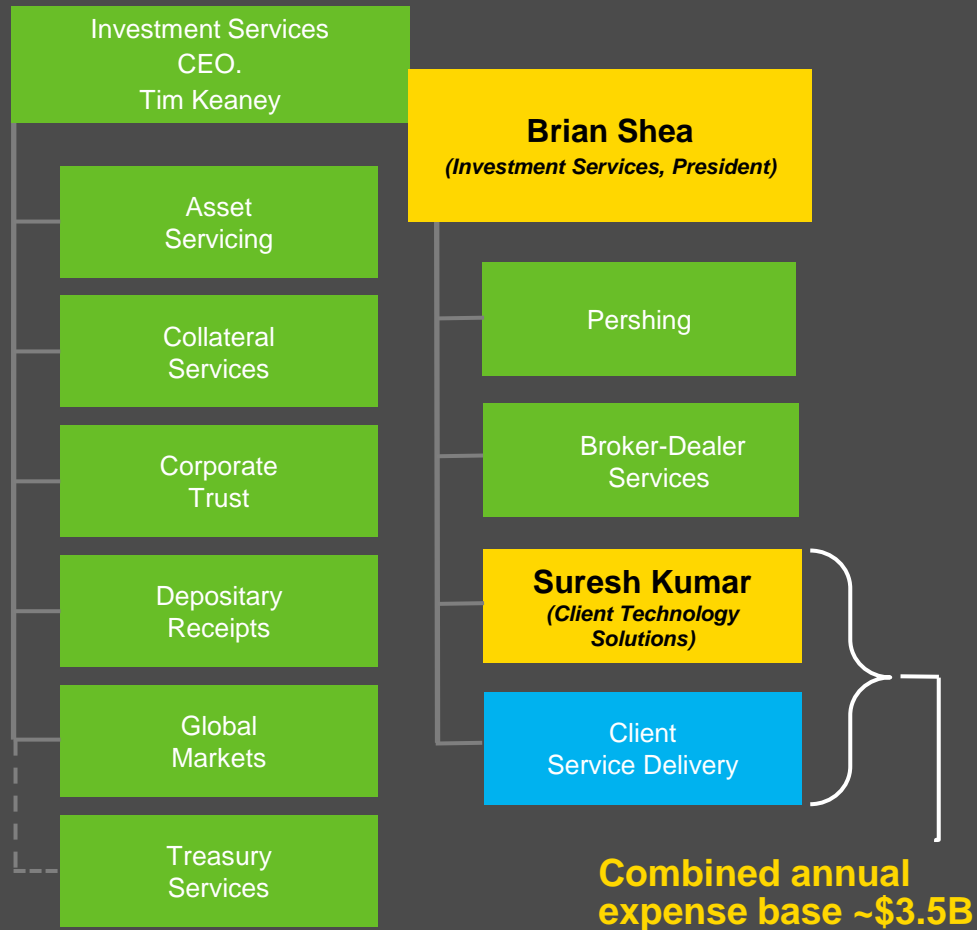 Investment Services
CEO.
Tim Keaney
Brian Shea
(Investment Services, President)
Asset
Servicing
Collateral
Services
Corporate
Trust
Depositary
Receipts
Global
Markets
Treasury
Services
Pershing
Broker-Dealer
Services
Suresh Kumar
(Client Technology
Solutions)
Client
Service Delivery
Combined annual
expense base ~$3.5B